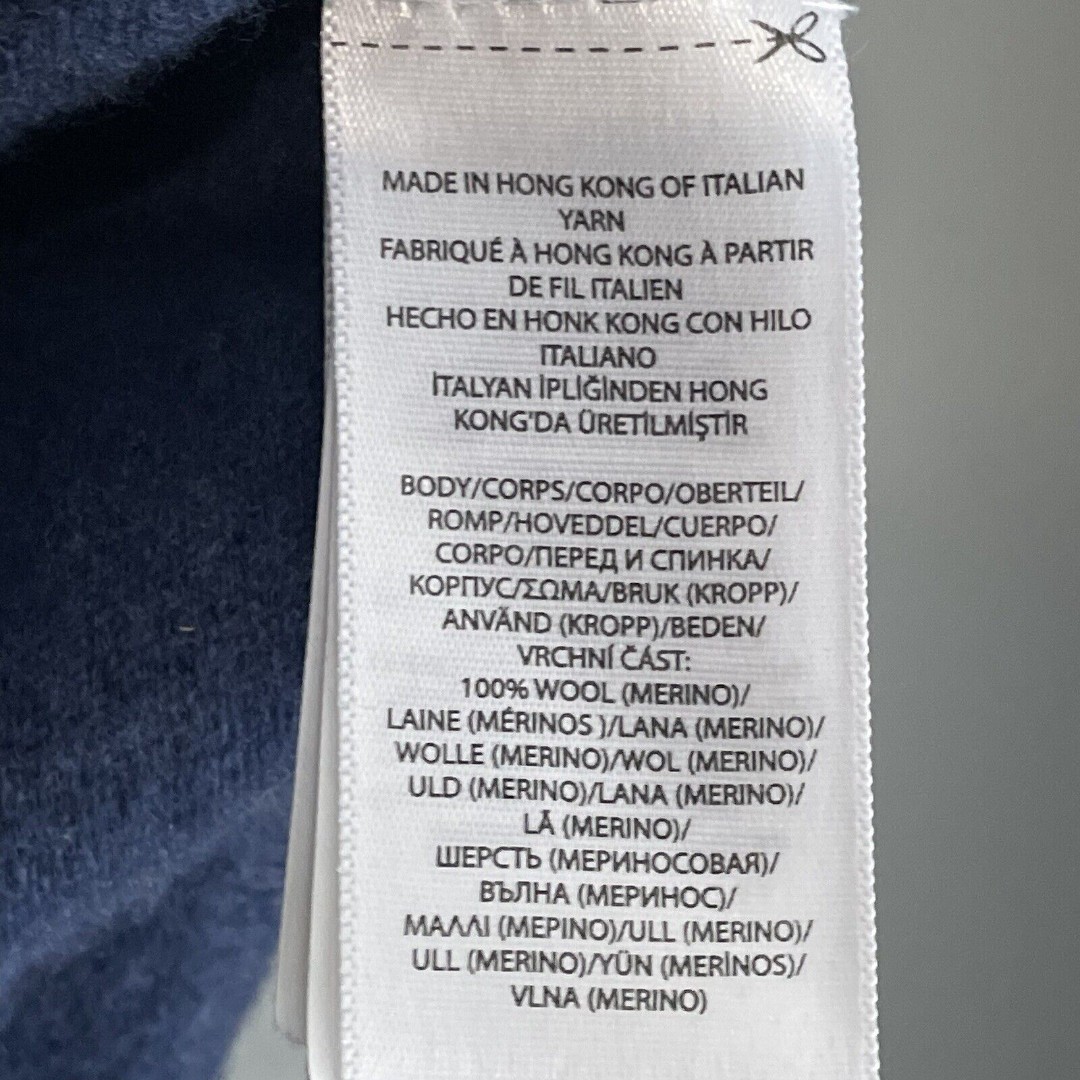 MADE IN HONG KONG OF ITALIAN
YARN
FABRIQUÉ À HONG KONG À PARTIR
DE FIL ITALIEN
HECHO EN HONK KONG CON HILO
ITALIANO
İTALYAN İPLİĞİNDEN HONG
KONG'DA ÜRETİLMİŞTİR
BODY/CORPS/CORPO/OBERTEIL/
ROMP/HOVEDDEL/CUERPO/
CORPO/ПЕРЕД И СПИНКА/
КОРПУС/ΣΩΜΑ/BRUK (KROPP)/
ANVÄND (KROPP)/BEDEN/
VRCHNÍ ČÁST:
100% WOOL (MERINO)/
LAINE (MÉRINOS )/LANA (MERINO)/
WOLLE (MERINO)/WOL (MERINO)/
ULD (MERINO)/LANA (MERINO)/
LÃ (MERINO)/
ШЕРСТЬ (МЕРИНОСОВАЯ)/
ВЪЛНА (МЕРИНОС)/
ΜΑΛΛΙ (ΜΕΡΙΝΟ)/ULL (MERINO)/
ULL (MERINO)/YÜN (MERİNOS)/
VLNA (MERINO)